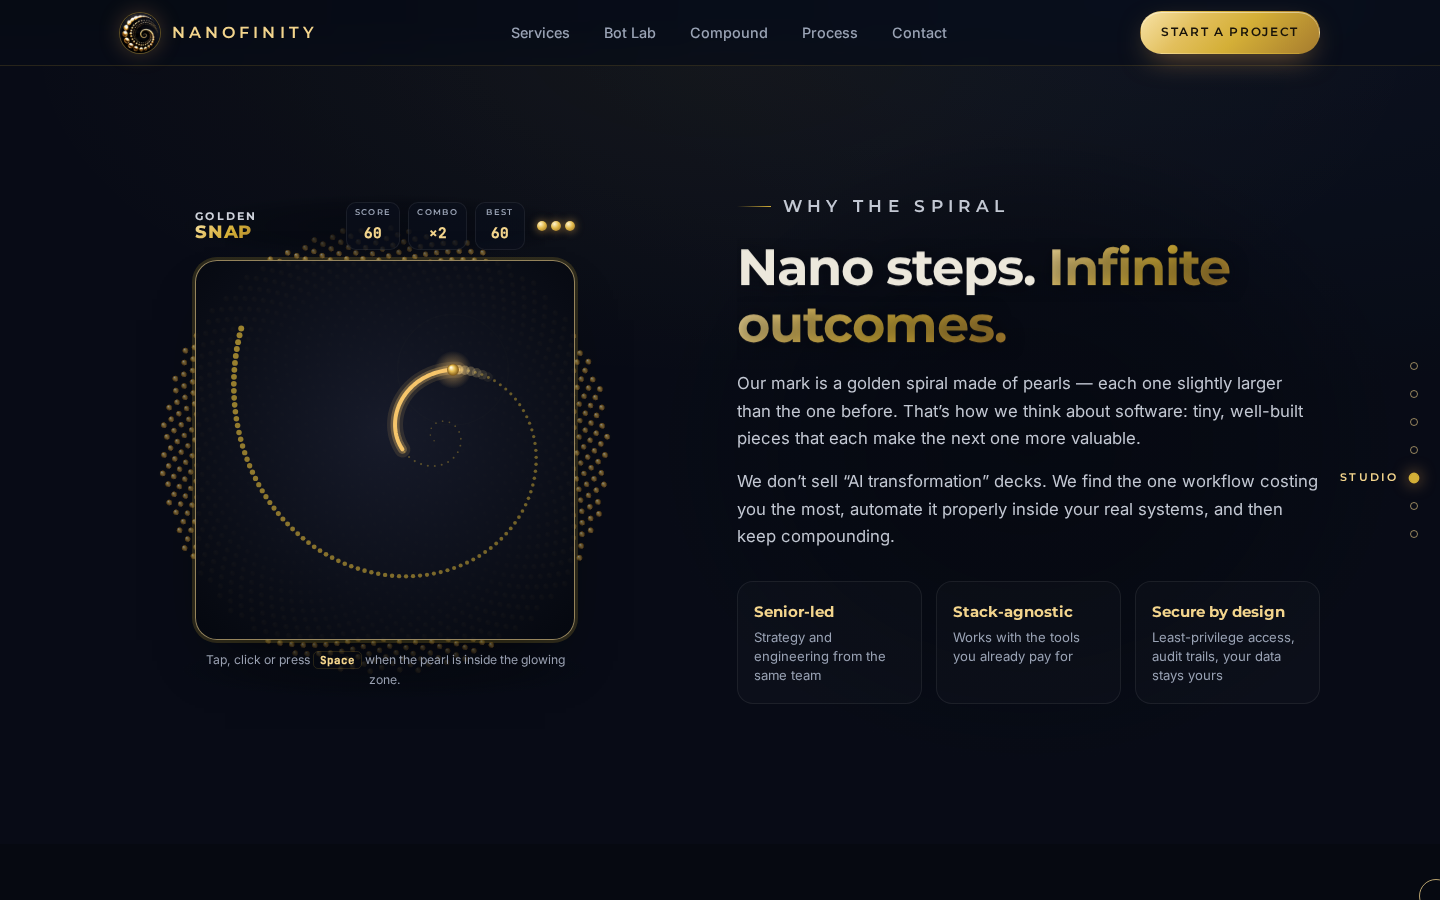 NANOFINITY
Services
Bot Lab
Compound
Process
Contact
START A PROJECT
GOLDEN
SNAP
SCORE
60
COMBO
×2
BEST
60
Tap, click or press Space when the pearl is inside the glowing
zone.
WHY THE SPIRAL
Nano steps. Infinite
outcomes.
Our mark is a golden spiral made of pearls — each one slightly larger
than the one before. That’s how we think about software: tiny, well-built
pieces that each make the next one more valuable.
We don’t sell “AI transformation” decks. We find the one workflow costing
you the most, automate it properly inside your real systems, and then
keep compounding.
Senior-led
Strategy and
engineering from the
same team
Stack-agnostic
Works with the tools
you already pay for
Secure by design
Least-privilege access,
audit trails, your data
stays yours
STUDIO